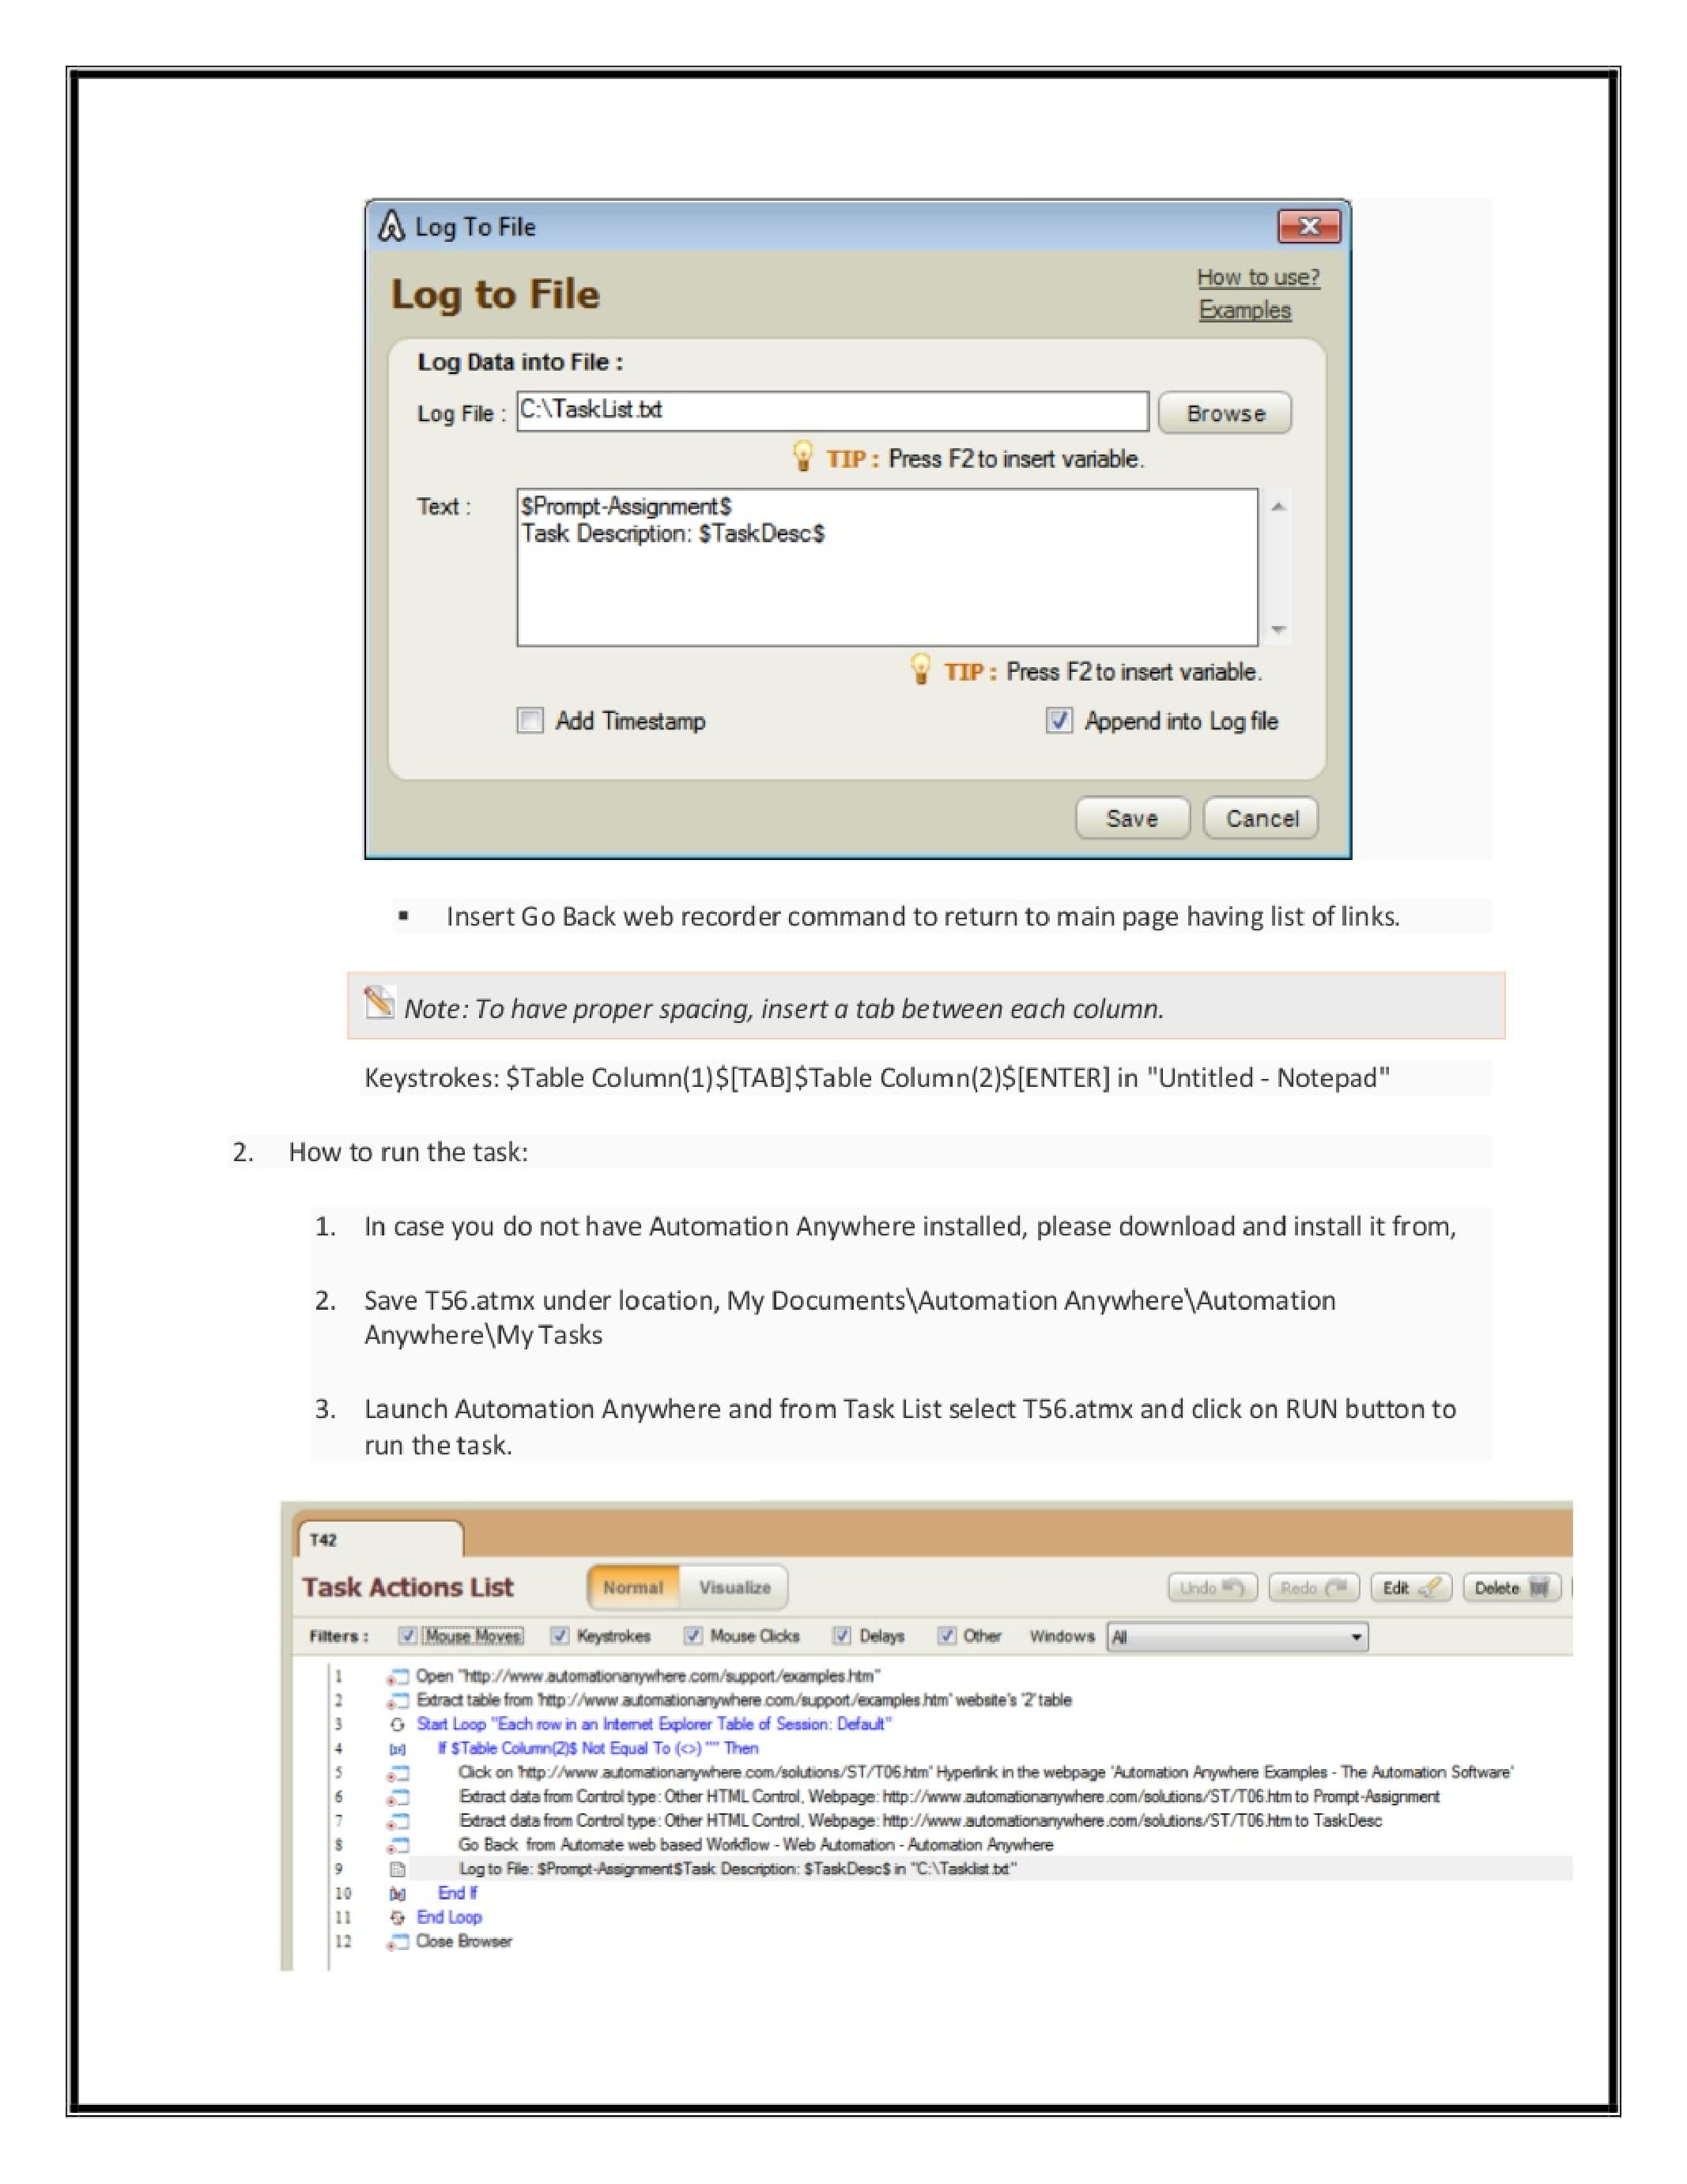 Log To File
Log to File
How to use?
Examples
Log Data into File :
Log File : C:\TaskList.txt Browse
TIP : Press F2 to insert variable.
Text : $Prompt-Assignment$
Task Description: $TaskDesc$
TIP : Press F2 to insert variable.
Add Timestamp Append into Log file
Save Cancel
▪ Insert Go Back web recorder command to return to main page having list of links.
Note: To have proper spacing, insert a tab between each column.
Keystrokes: $Table Column(1)$[TAB]$Table Column(2)$[ENTER] in "Untitled - Notepad"
2. How to run the task:
1. In case you do not have Automation Anywhere installed, please download and install it from,
2. Save T56.atmx under location, My Documents\Automation Anywhere\Automation
Anywhere\My Tasks
3. Launch Automation Anywhere and from Task List select T56.atmx and click on RUN button to
run the task.
T42
Task Actions List Normal Visualize Undo Redo Edit Delete
Filters : Mouse Moves Keystrokes Mouse Clicks Delays Other Windows All
1 Open "http://www.automationanywhere.com/support/examples.htm"
2 Extract table from 'http://www.automationanywhere.com/support/examples.htm' website's '2' table
3 Start Loop "Each row in an Internet Explorer Table of Session: Default"
4 If $Table Column(2)$ Not Equal To (<>) "" Then
5 Click on 'http://www.automationanywhere.com/solutions/ST/T06.htm' Hyperlink in the webpage 'Automation Anywhere Examples - The Automation Software'
6 Extract data from Control type: Other HTML Control, Webpage: http://www.automationanywhere.com/solutions/ST/T06.htm to Prompt-Assignment
7 Extract data from Control type: Other HTML Control, Webpage: http://www.automationanywhere.com/solutions/ST/T06.htm to TaskDesc
8 Go Back from Automate web based Workflow - Web Automation - Automation Anywhere
9 Log to File: $Prompt-Assignment$Task Description: $TaskDesc$ in "C:\Tasklist.txt"
10 End If
11 End Loop
12 Close Browser